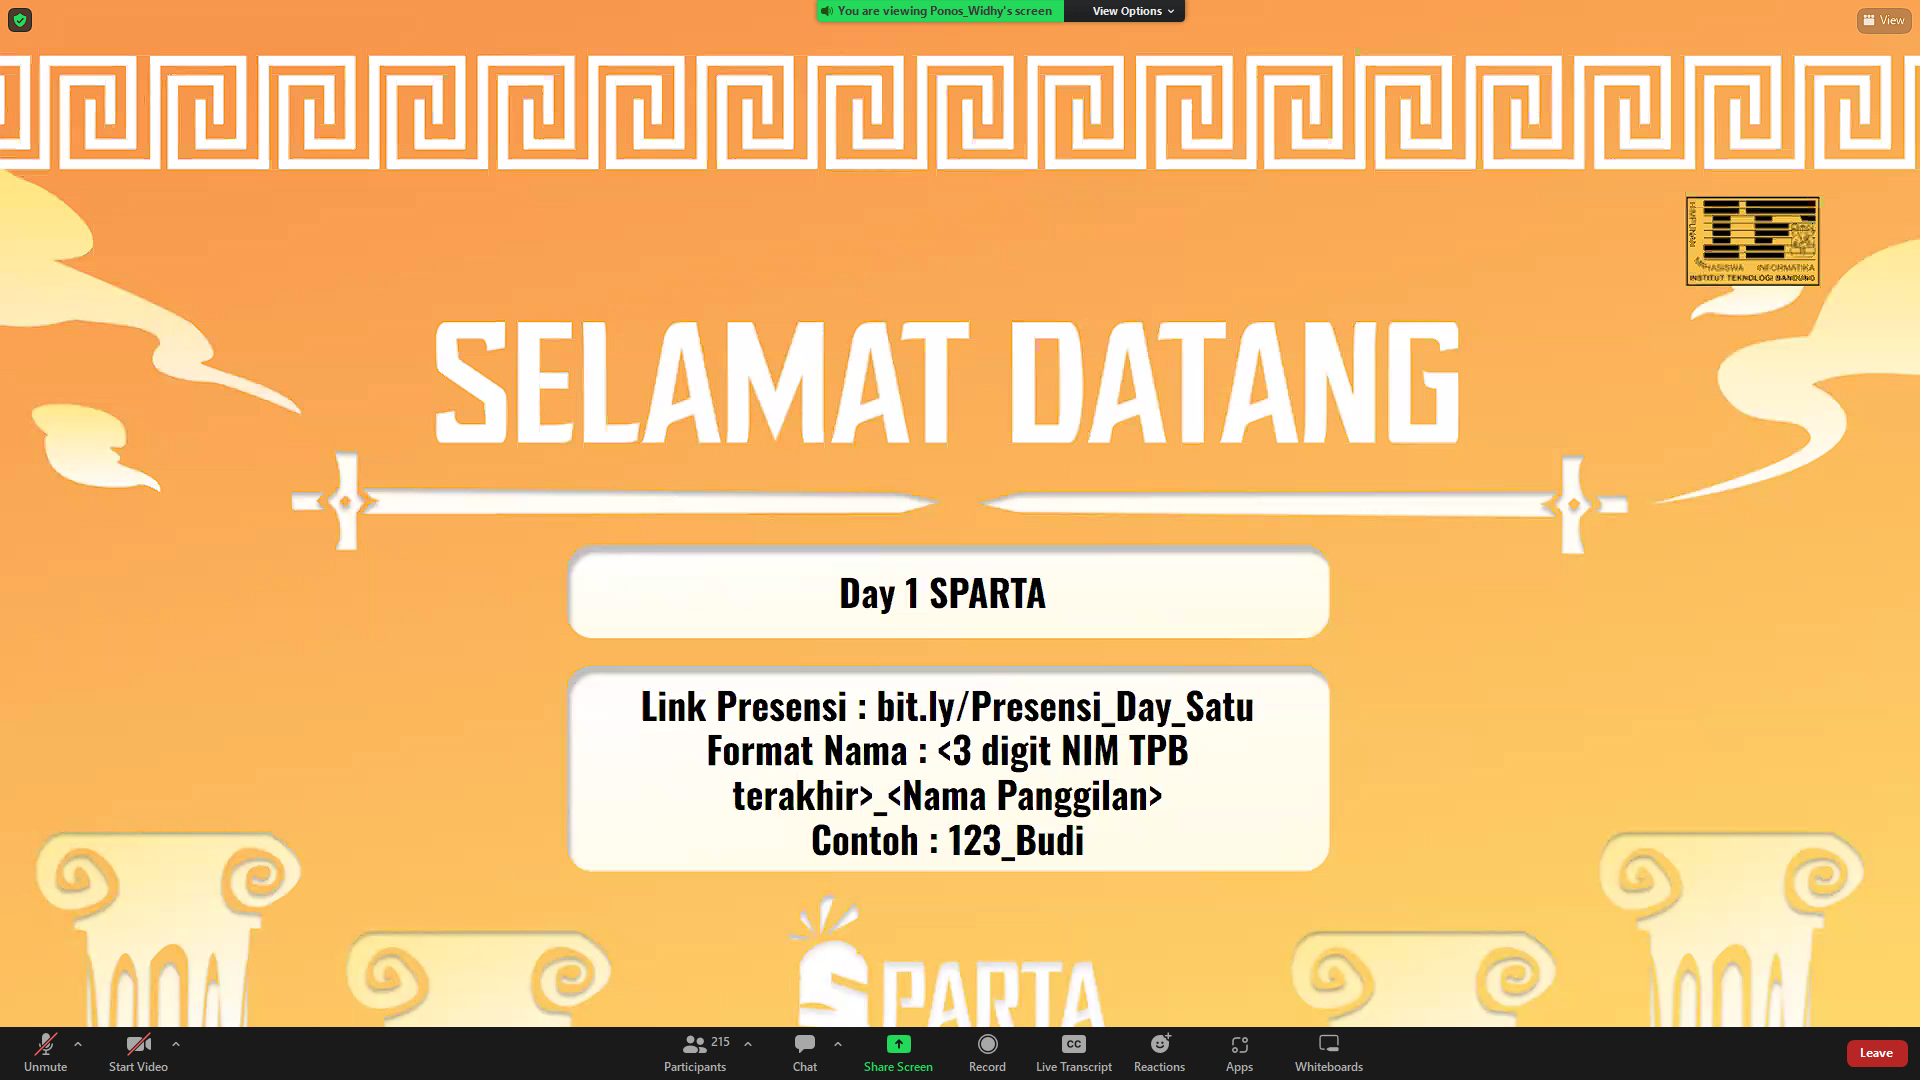 You are viewing Ponos_Widhy's screen
View Options
View
HIMPUNAN
MAHASISWA INFORMATIKA
INSTITUT TEKNOLOGI BANDUNG
SELAMAT DATANG
Day 1 SPARTA
Link Presensi : bit.ly/Presensi_Day_Satu
Format Nama : <3 digit NIM TPB
terakhir>_<Nama Panggilan>
Contoh : 123_Budi
SPARTA
Unmute
Start Video
215
Participants
Chat
Share Screen
Record
CC
Live Transcript
Reactions
Apps
Whiteboards
Leave